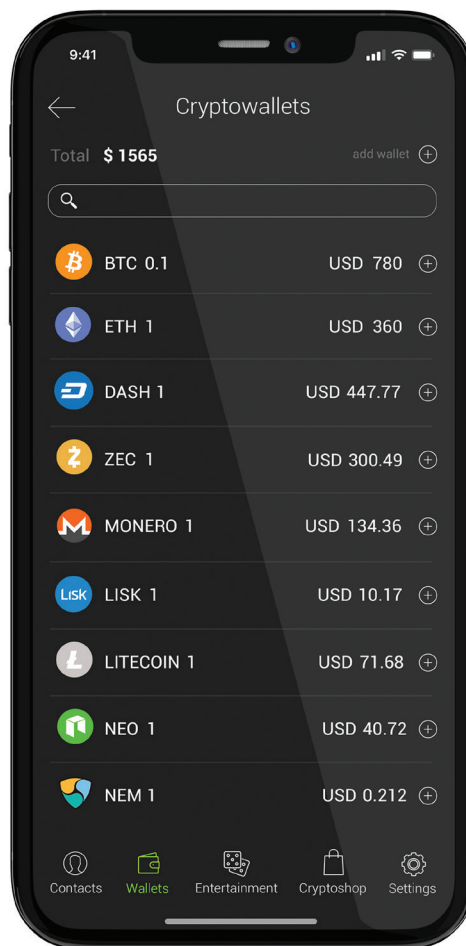 9:41
Cryptowallets
Total $ 1565 add wallet
BTC 0.1 USD 780
ETH 1 USD 360
DASH 1 USD 447.77
ZEC 1 USD 300.49
MONERO 1 USD 134.36
LISK LISK 1 USD 10.17
LITECOIN 1 USD 71.68
NEO 1 USD 40.72
NEM 1 USD 0.212
Contacts Wallets Entertainment Cryptoshop Settings